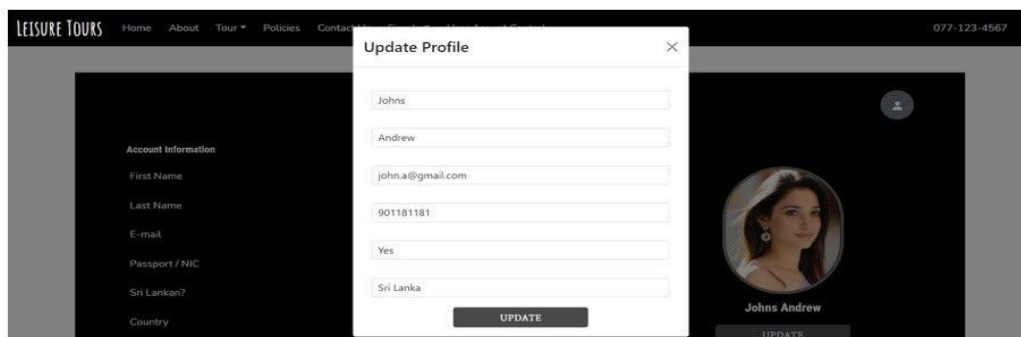 LEISURE TOURS Home About Tour Policies 077-123-4567
Update Profile
Johns
Andrew
Account Information
First Name
john.a@gmail.com
Last Name
901181181
E-mail
Yes
Passport / NIC
Sri Lankan?
Sri Lanka
Johns Andrew
Country
UPDATE
UPDATE